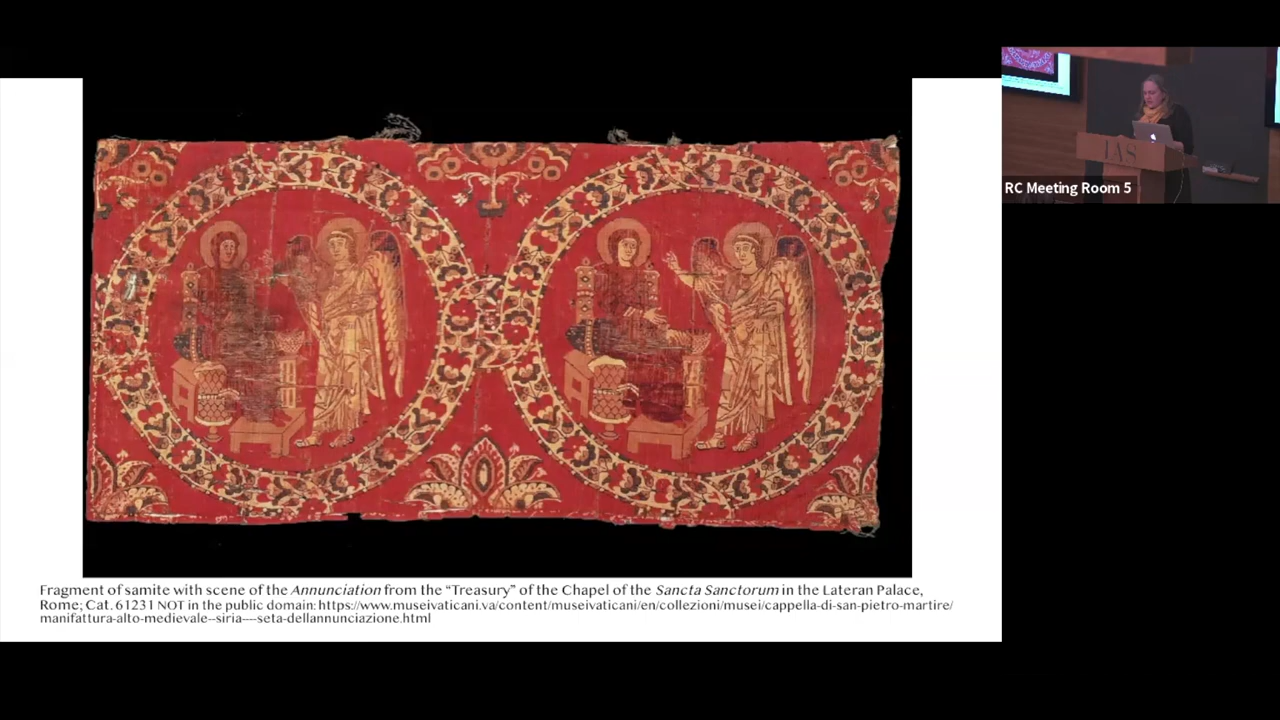 RC Meeting Room 5
IAS
Fragment of samite with scene of the Annunciation from the “Treasury” of the Chapel of the Sancta Sanctorum in the Lateran Palace,
Rome; Cat. 61231 NOT in the public domain: https://www.museivaticani.va/content/museivaticani/en/collezioni/musei/cappella-di-san-pietro-martire/
manifattura-alto-medievale--siria----seta-dellannunciazione.html